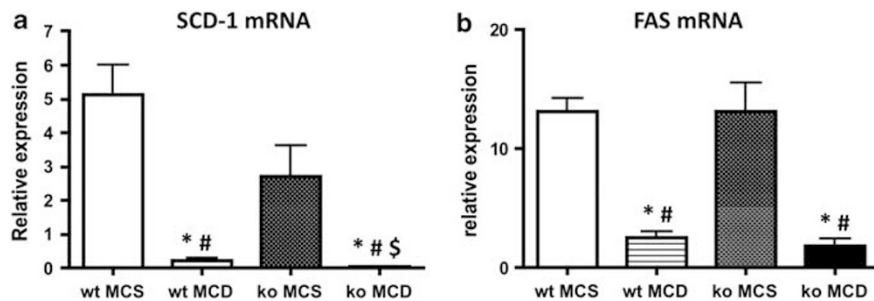 a
SCD-1 mRNA
Relative expression
7
6
5
4
3
2
1
0
* #
* # $
wt MCS
wt MCD
ko MCS
ko MCD
b
FAS mRNA
relative expression
20
10
0
* #
* #
wt MCS
wt MCD
ko MCS
ko MCD